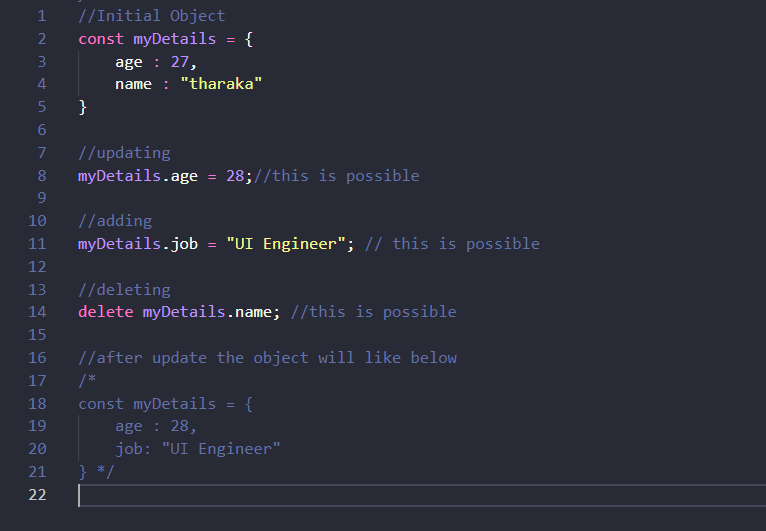 1 //Initial Object
2 const myDetails = {
3     age : 27,
4     name : "tharaka"
5 }
6
7 //updating
8 myDetails.age = 28;//this is possible
9
10 //adding
11 myDetails.job = "UI Engineer"; // this is possible
12
13 //deleting
14 delete myDetails.name; //this is possible
15
16 //after update the object will like below
17 /*
18 const myDetails = {
19     age : 28,
20     job: "UI Engineer"
21 } */
22